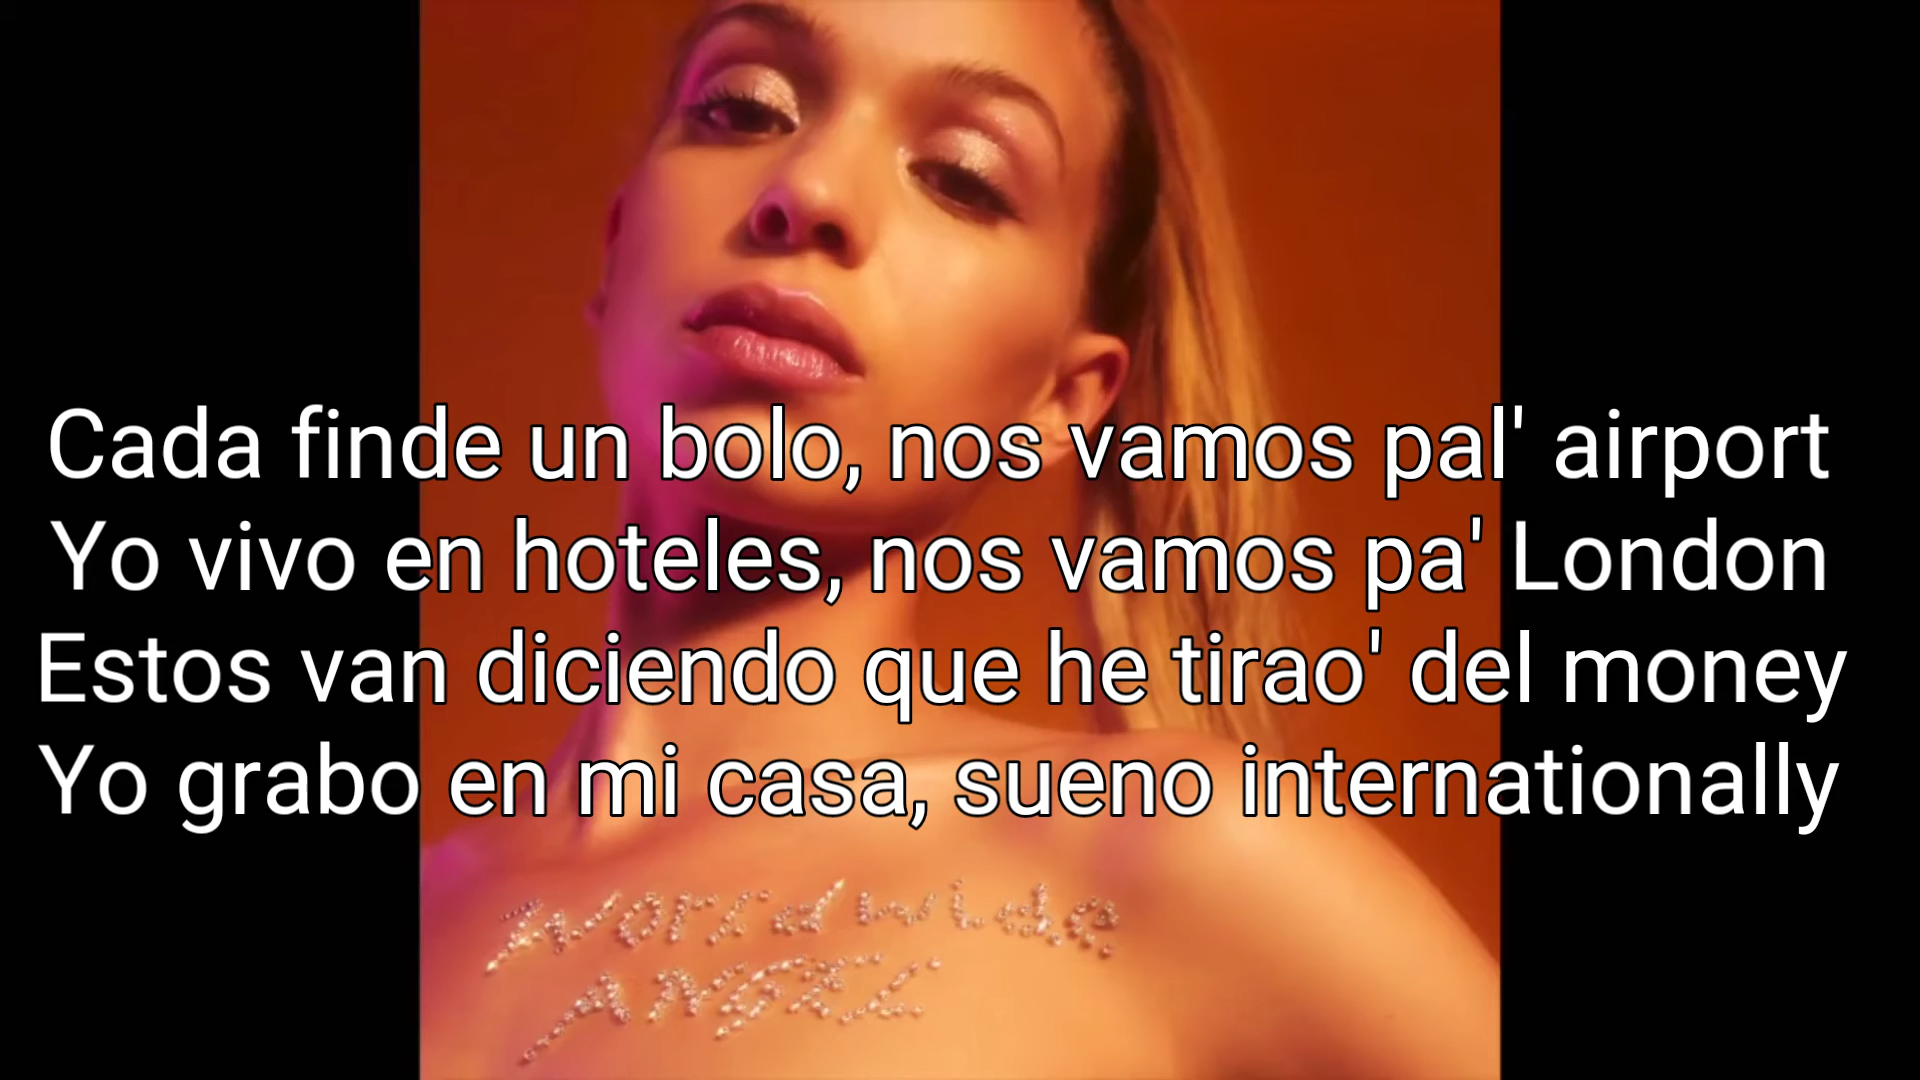 Cada finde un bolo, nos vamos pal' airport
Yo vivo en hoteles, nos vamos pa' London
Estos van diciendo que he tirao' del money
Yo grabo en mi casa, sueno internationally
Worldwide
ANGEL